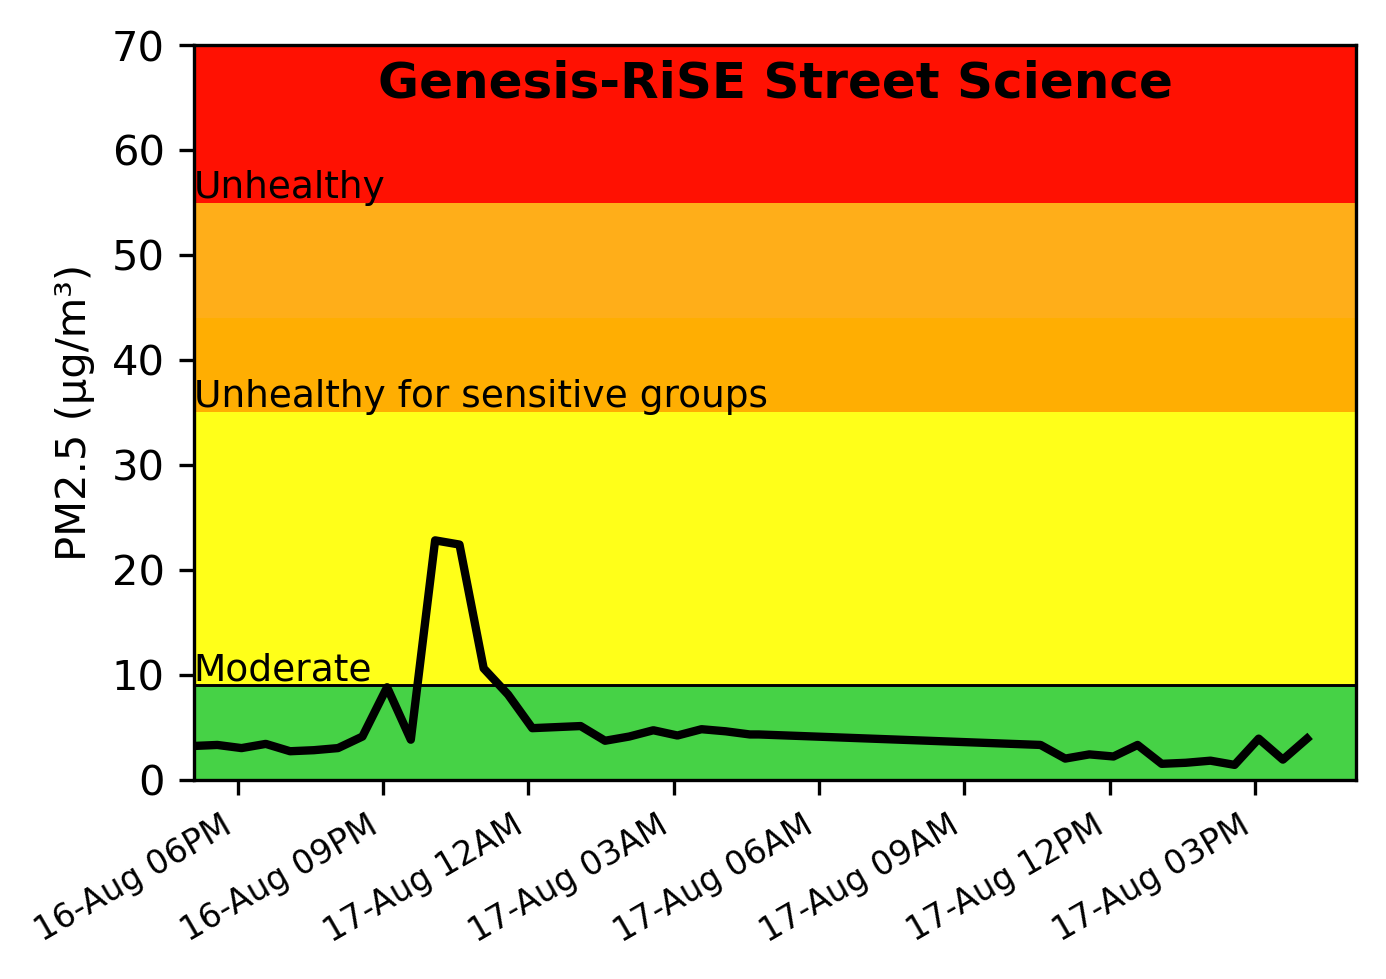 Genesis-RiSE Street Science
70
60
50
40
30
20
10
0
PM2.5 (μg/m³)
Unhealthy
Unhealthy for sensitive groups
Moderate
16-Aug 06PM
16-Aug 09PM
17-Aug 12AM
17-Aug 03AM
17-Aug 06AM
17-Aug 09AM
17-Aug 12PM
17-Aug 03PM